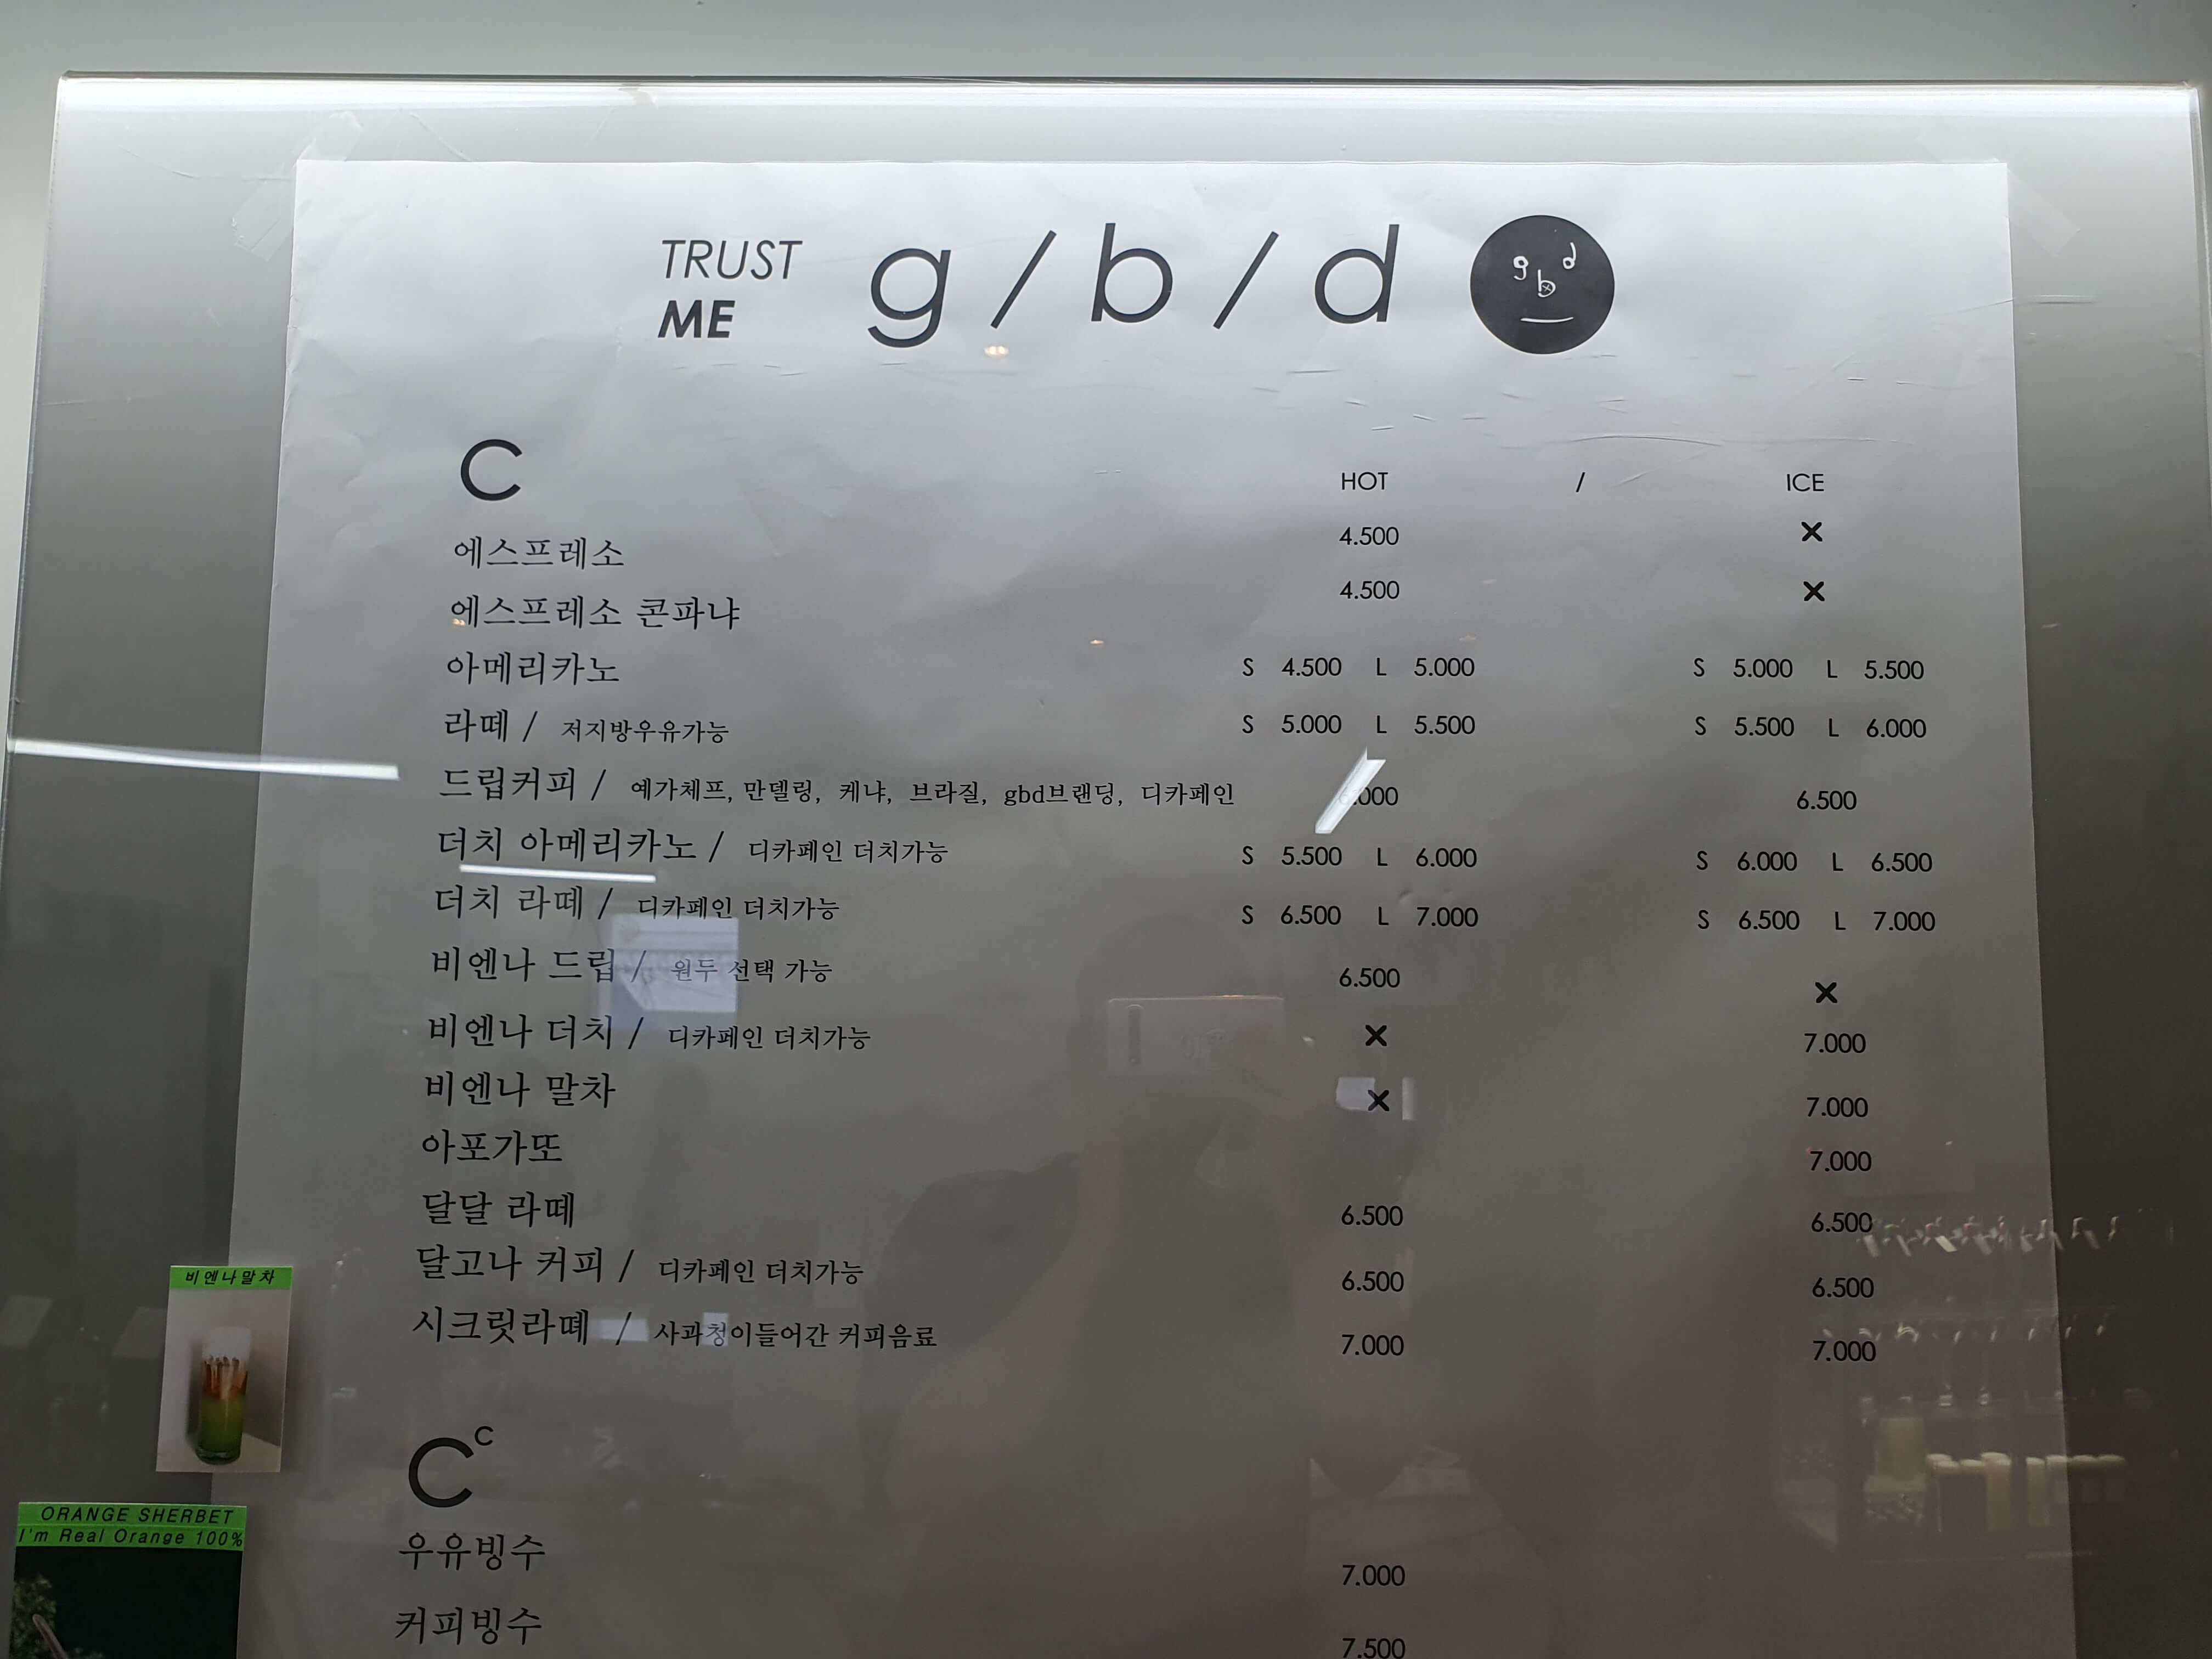 TRUST
ME
g / b / d
g b d
C
HOT / ICE
에스프레소 4.500 ×
에스프레소 콘파냐 4.500 ×
아메리카노 S 4.500 L 5.000 S 5.000 L 5.500
라떼 / 저지방우유가능 S 5.000 L 5.500 S 5.500 L 6.000
드립커피 / 예가체프, 만델링, 케냐, 브라질, gbd브랜딩, 디카페인 6.000 6.500
더치 아메리카노 / 디카페인 더치가능 S 5.500 L 6.000 S 6.000 L 6.500
더치 라떼 / 디카페인 더치가능 S 6.500 L 7.000 S 6.500 L 7.000
비엔나 드립 / 원두 선택 가능 6.500 ×
비엔나 더치 / 디카페인 더치가능 × 7.000
비엔나 말차 × 7.000
아포가또 7.000
달달 라떼 6.500 6.500
달고나 커피 / 디카페인 더치가능 6.500 6.500
시크릿라떼 / 사과청이들어간 커피음료 7.000 7.000
비엔나말차
C C
ORANGE SHERBET
I'm Real Orange 100%
우유빙수 7.000
커피빙수 7.500